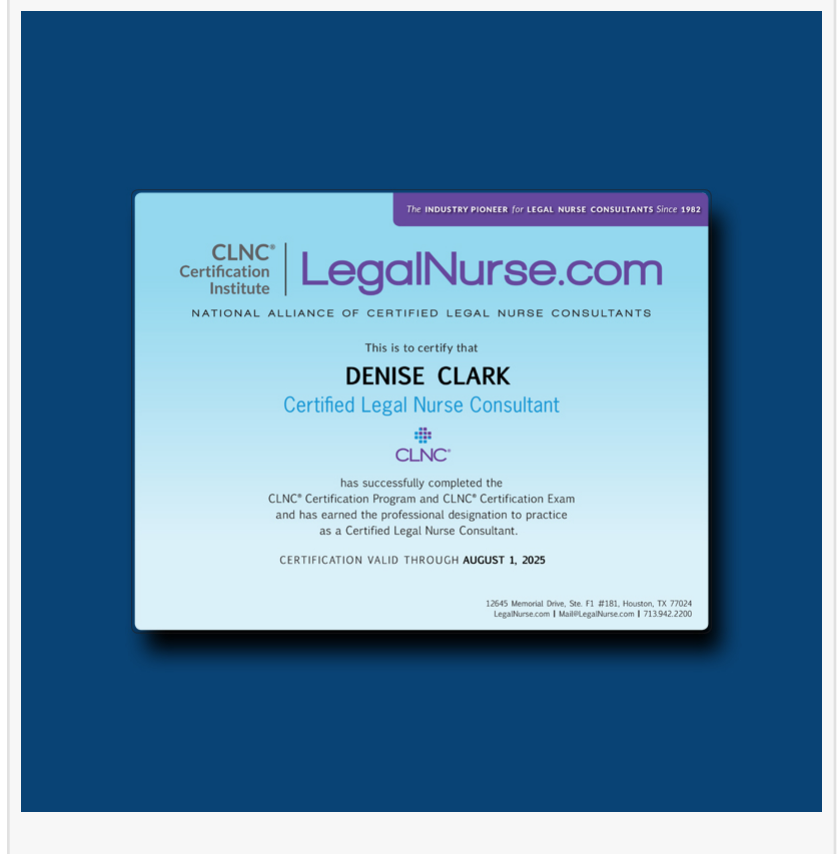 The INDUSTRY PIONEER for LEGAL NURSE CONSULTANTS Since 1982
CLNC®
Certification
Institute
LegalNurse.com
NATIONAL ALLIANCE OF CERTIFIED LEGAL NURSE CONSULTANTS
This is to certify that
DENISE CLARK
Certified Legal Nurse Consultant
CLNC®
has successfully completed the
CLNC® Certification Program and CLNC® Certification Exam
and has earned the professional designation to practice
as a Certified Legal Nurse Consultant.
CERTIFICATION VALID THROUGH AUGUST 1, 2025
12645 Memorial Drive, Ste. F1 #181, Houston, TX 77024
LegalNurse.com | Mail@LegalNurse.com | 713.942.2200